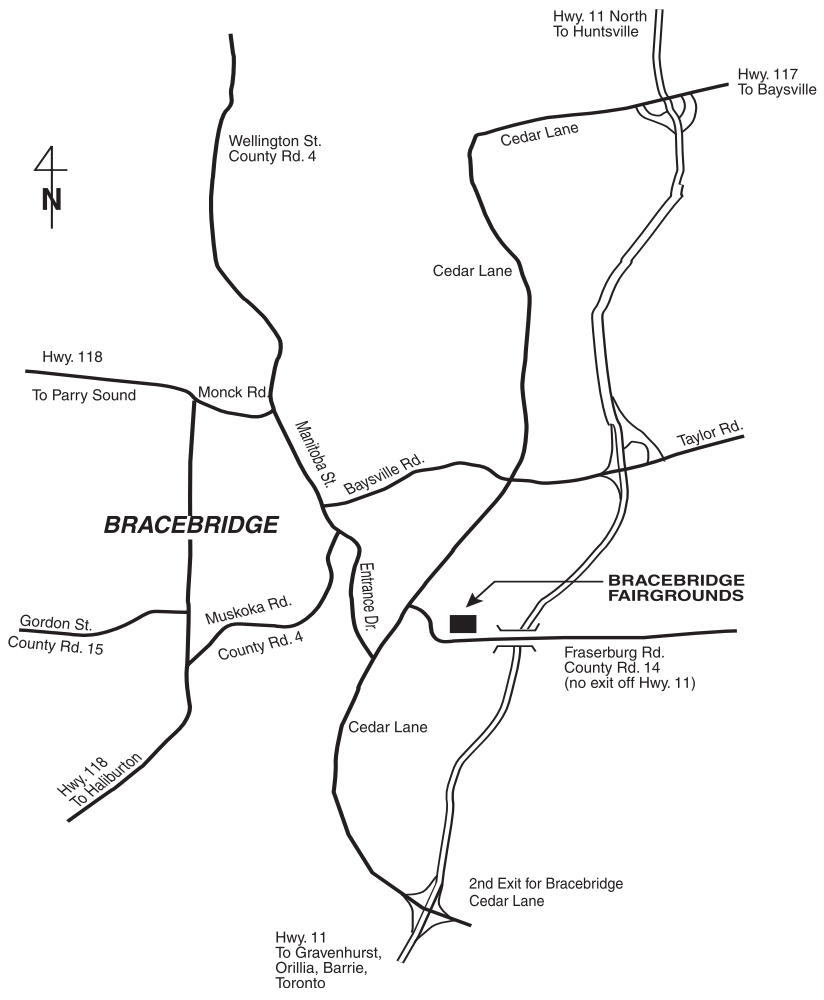 Hwy. 11 North
To Huntsville
Hwy. 117
To Baysville
Cedar Lane
Wellington St.
County Rd. 4
N
Cedar Lane
Hwy. 118
To Parry Sound
Monck Rd.
Manitoba St.
Baysville Rd.
Taylor Rd.
BRACEBRIDGE
Entrance Dr.
BRACEBRIDGE
FAIRGROUNDS
Gordon St.
County Rd. 15
Muskoka Rd.
County Rd. 4
Fraserburg Rd.
County Rd. 14
(no exit off Hwy. 11)
Cedar Lane
Hwy. 118
To Haliburton
2nd Exit for Bracebridge
Cedar Lane
Hwy. 11
To Gravenhurst,
Orillia, Barrie,
Toronto